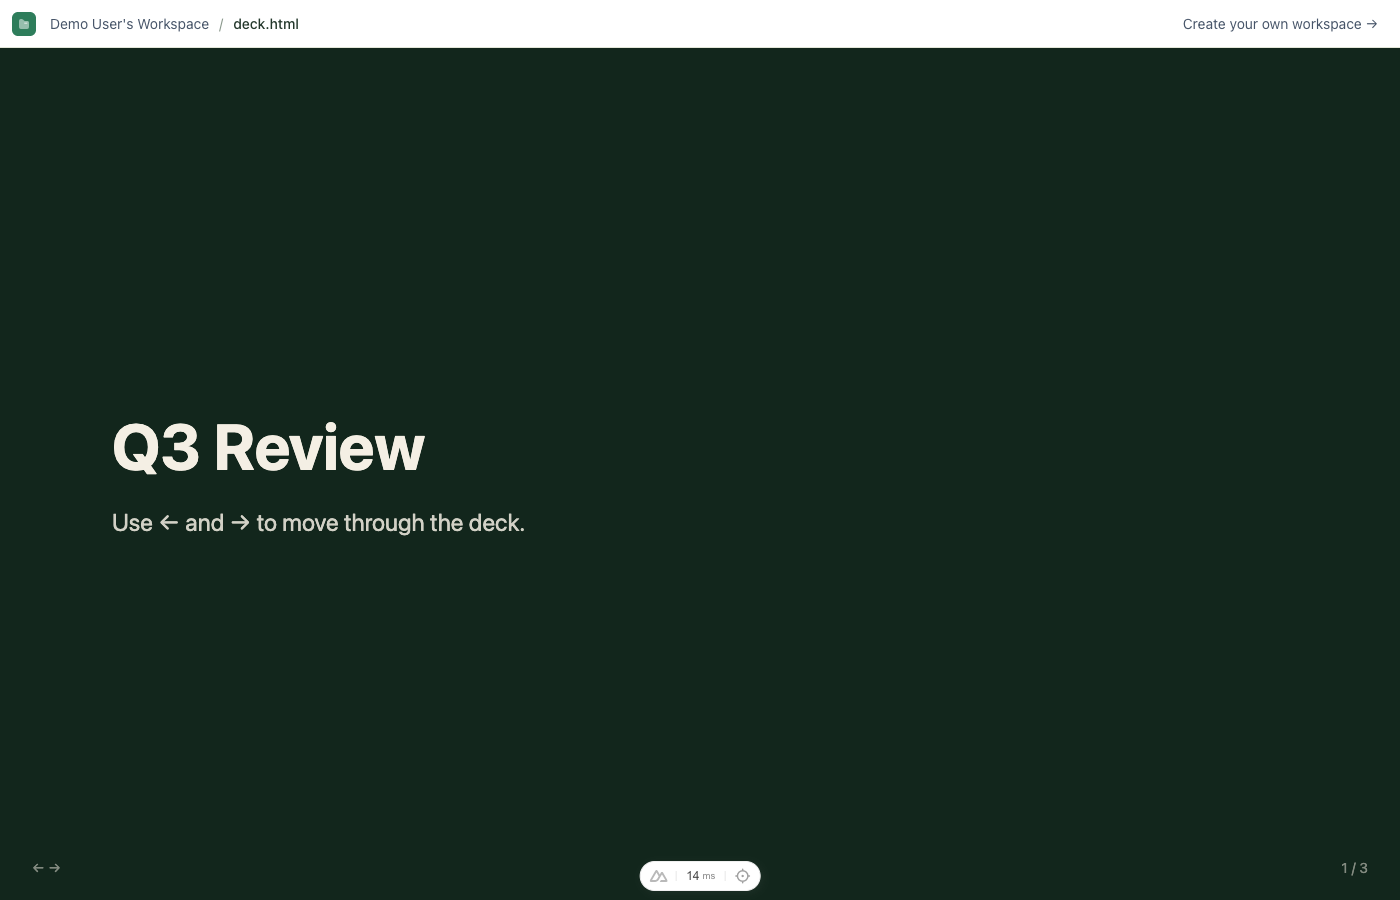 Demo User's Workspace / deck.html
Create your own workspace →
Q3 Review
Use ← and → to move through the deck.
← →
14 ms
1 / 3